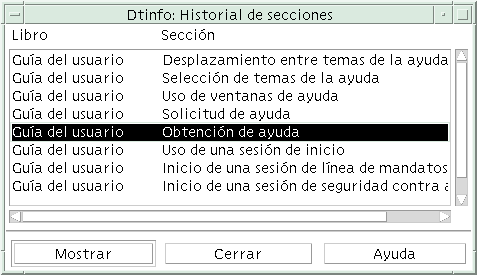 Dtinfo: Historial de secciones
Libro Sección
Guía del usuario Desplazamiento entre temas de la ayuda
Guía del usuario Selección de temas de la ayuda
Guía del usuario Uso de ventanas de ayuda
Guía del usuario Solicitud de ayuda
Guía del usuario Obtención de ayuda
Guía del usuario Uso de una sesión de inicio
Guía del usuario Inicio de una sesión de línea de mandatos
Guía del usuario Inicio de una sesión de seguridad contra a
Mostrar Cerrar Ayuda